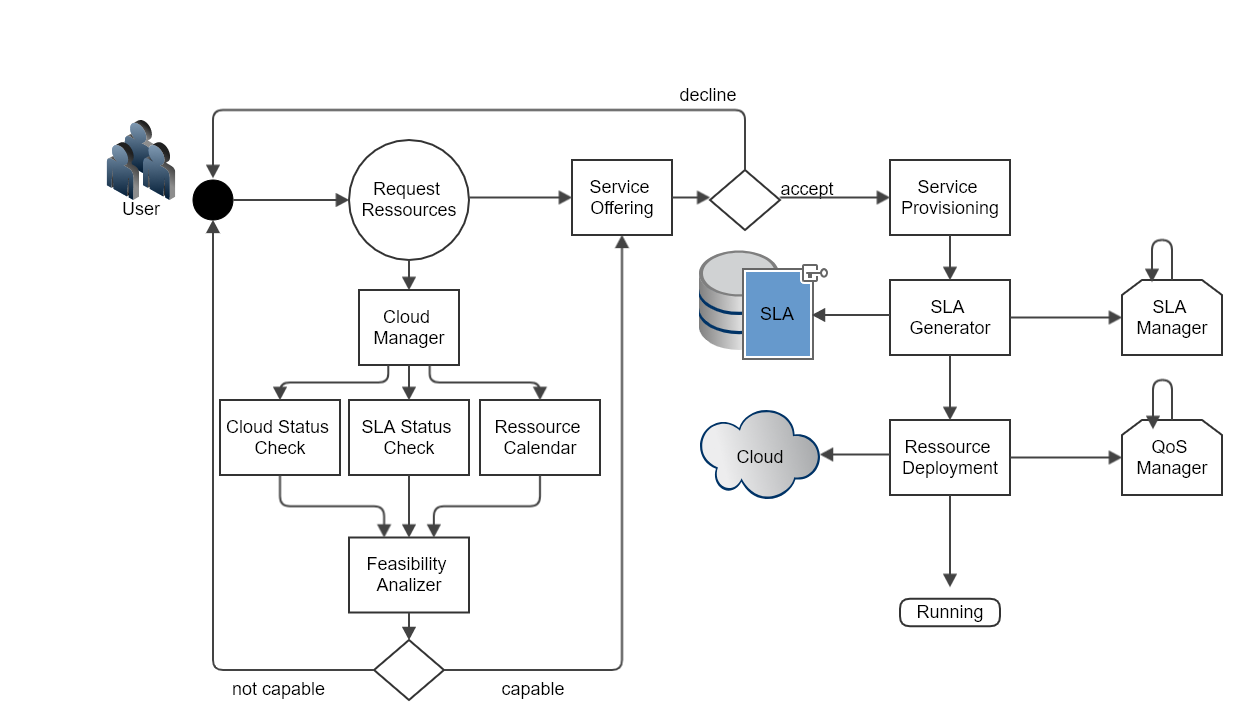 decline
User
Request
Ressources
Service
Offering
accept
Service
Provisioning
Cloud
Manager
SLA
SLA
Generator
SLA
Manager
Cloud Status
Check
SLA Status
Check
Ressource
Calendar
Cloud
Ressource
Deployment
QoS
Manager
Feasibility
Analizer
Running
not capable
capable